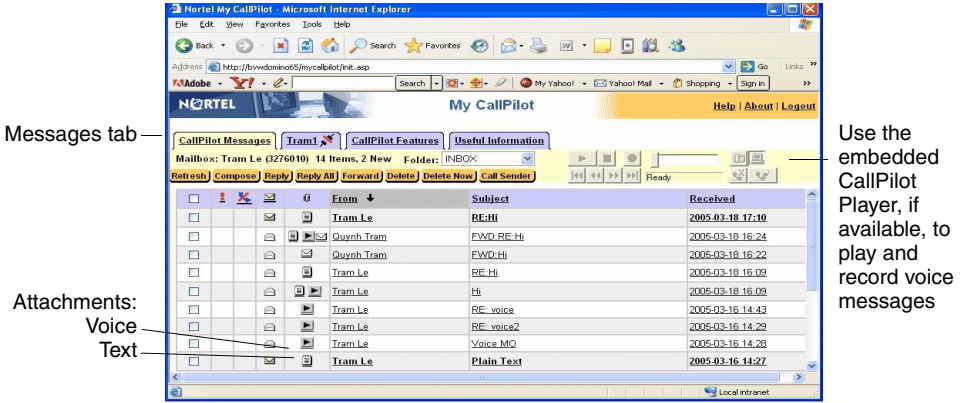 Nortel My CallPilot - Microsoft Internet Explorer
File Edit View Favorites Tools Help
Back Search Favorites
Address http://bvwdomino65/mycallpilot/init.asp Go Links »
Adobe Y! Search My Yahoo! Yahoo! Mail Shopping Sign in »
NORTEL My CallPilot Help | About | Logout
Messages tab
CallPilot Messages Tram1 CallPilot Features Useful Information
Mailbox: Tram Le (3276010) 14 Items, 2 New Folder: INBOX
Refresh Compose Reply Reply All Forward Delete Delete Now Call Sender Ready
From Subject Received
Tram Le RE:Hi 2005-03-18 17:10
Quynh Tram FWD:RE:Hi 2005-03-18 16:24
Quynh Tram FWD:Hi 2005-03-18 16:22
Tram Le RE:Hi 2005-03-18 16:09
Tram Le Hi 2005-03-18 16:09
Tram Le RE: voice 2005-03-16 14:43
Tram Le RE: voice2 2005-03-16 14:29
Tram Le Voice MO 2005-03-16 14:28
Tram Le Plain Text 2005-03-16 14:27
Local intranet
Attachments:
Voice
Text
Use the
embedded
CallPilot
Player, if
available, to
play and
record voice
messages